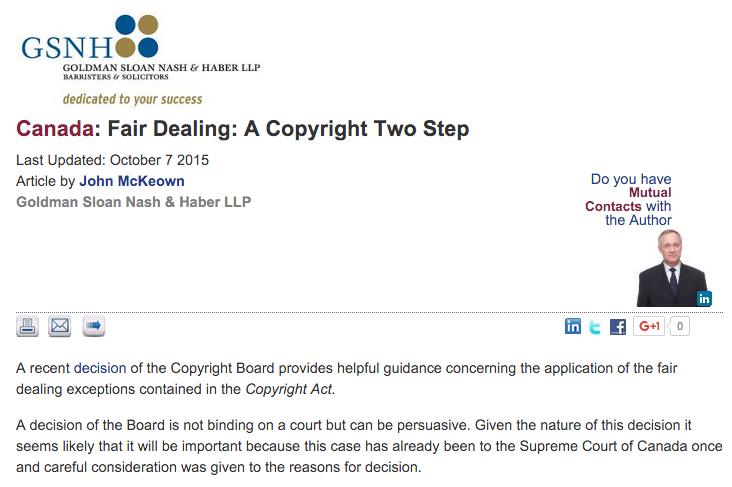 GSNH
GOLDMAN SLOAN NASH & HABER LLP
BARRISTERS & SOLICITORS
dedicated to your success
Canada: Fair Dealing: A Copyright Two Step
Last Updated: October 7 2015
Article by John McKeown
Goldman Sloan Nash & Haber LLP
Do you have
Mutual
Contacts with
the Author
in
in
G+1
0
A recent decision of the Copyright Board provides helpful guidance concerning the application of the fair
dealing exceptions contained in the Copyright Act.
A decision of the Board is not binding on a court but can be persuasive. Given the nature of this decision it
seems likely that it will be important because this case has already been to the Supreme Court of Canada once
and careful consideration was given to the reasons for decision.